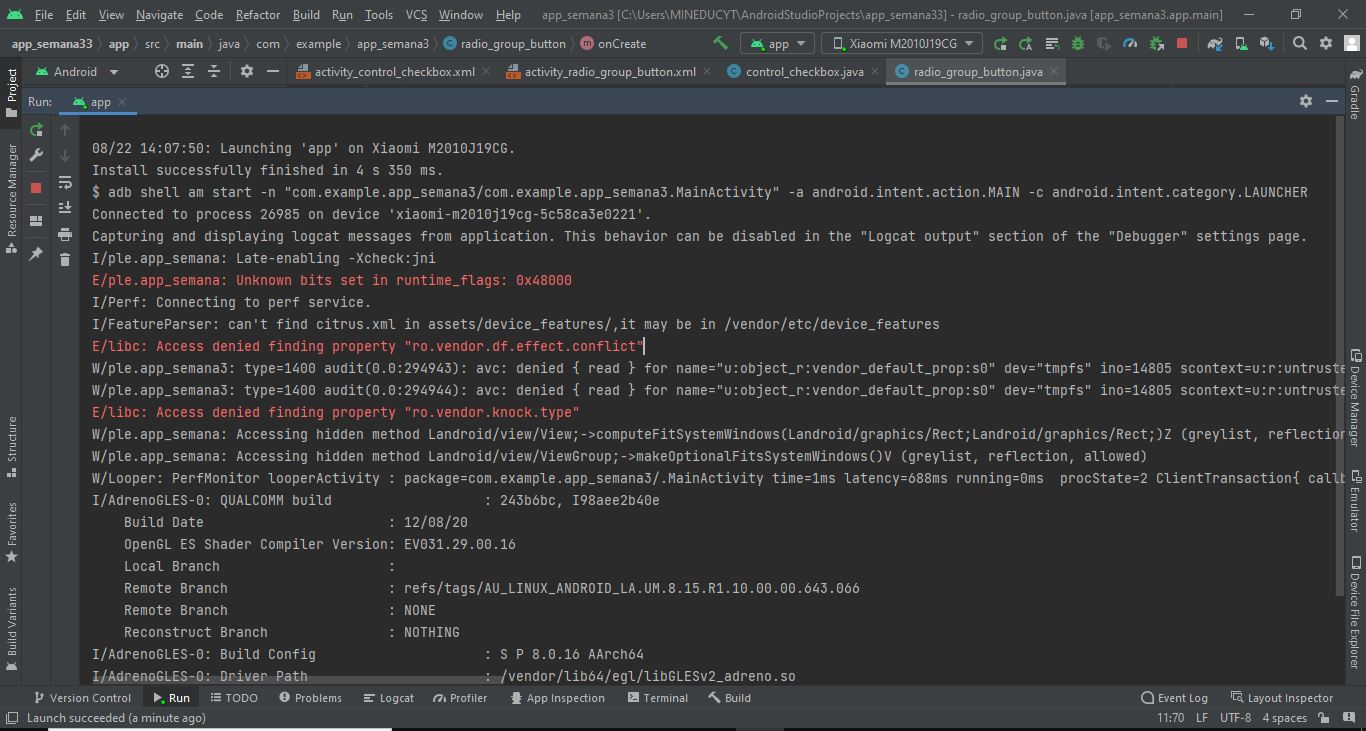 File Edit View Navigate Code Refactor Build Run Tools VCS Window Help app_semana3 [C:\Users\MINEDUCYT\AndroidStudioProjects\app_semana33] - radio_group_button.java [app_semana3.app.main]
app_semana33 app src main java com example app_semana3 radio_group_button onCreate app Xiaomi M2010J19CG
Android activity_control_checkbox.xml activity_radio_group_button.xml control_checkbox.java radio_group_button.java
Run: app
08/22 14:07:50: Launching 'app' on Xiaomi M2010J19CG.
Install successfully finished in 4 s 350 ms.
$ adb shell am start -n "com.example.app_semana3/com.example.app_semana3.MainActivity" -a android.intent.action.MAIN -c android.intent.category.LAUNCHER
Connected to process 26985 on device 'xiaomi-m2010j19cg-5c58ca3e0221'.
Capturing and displaying logcat messages from application. This behavior can be disabled in the "Logcat output" section of the "Debugger" settings page.
I/ple.app_semana: Late-enabling -Xcheck:jni
E/ple.app_semana: Unknown bits set in runtime_flags: 0x48000
I/Perf: Connecting to perf service.
I/FeatureParser: can't find citrus.xml in assets/device_features/,it may be in /vendor/etc/device_features
E/libc: Access denied finding property "ro.vendor.df.effect.conflict"
W/ple.app_semana3: type=1400 audit(0.0:294943): avc: denied { read } for name="u:object_r:vendor_default_prop:s0" dev="tmpfs" ino=14805 scontext=u:r:untruste
W/ple.app_semana3: type=1400 audit(0.0:294944): avc: denied { read } for name="u:object_r:vendor_default_prop:s0" dev="tmpfs" ino=14805 scontext=u:r:untruste
E/libc: Access denied finding property "ro.vendor.knock.type"
W/ple.app_semana: Accessing hidden method Landroid/view/View;->computeFitSystemWindows(Landroid/graphics/Rect;Landroid/graphics/Rect;)Z (greylist, reflection
W/ple.app_semana: Accessing hidden method Landroid/view/ViewGroup;->makeOptionalFitsSystemWindows()V (greylist, reflection, allowed)
W/Looper: PerfMonitor looperActivity : package=com.example.app_semana3/.MainActivity time=1ms latency=688ms running=0ms  procState=2 ClientTransaction{ callb
I/AdrenoGLES-0: QUALCOMM build : 243b6bc, I98aee2b40e
Build Date : 12/08/20
OpenGL ES Shader Compiler Version: EV031.29.00.16
Local Branch :
Remote Branch : refs/tags/AU_LINUX_ANDROID_LA.UM.8.15.R1.10.00.00.643.066
Remote Branch : NONE
Reconstruct Branch : NOTHING
I/AdrenoGLES-0: Build Config : S P 8.0.16 AArch64
I/AdrenoGLES-0: Driver Path : /vendor/lib64/egl/libGLESv2_adreno.so
Project
Resource Manager
Structure
Favorites
Build Variants
Gradle
Device Manager
Emulator
Device File Explorer
Version Control Run TODO Problems Logcat Profiler App Inspection Terminal Build Event Log Layout Inspector
Launch succeeded (a minute ago) 11:70 LF UTF-8 4 spaces